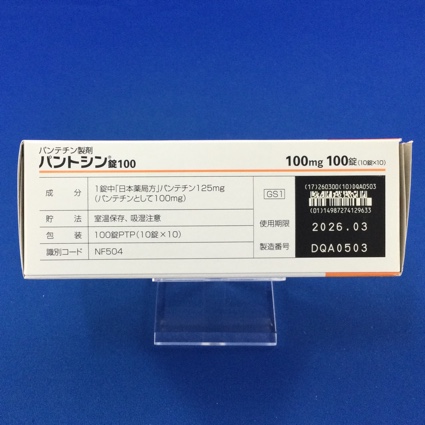 パンテチン製剤
パントシン®錠100
100mg 100錠(10錠×10)
成 分 1錠中「日本薬局方」パンテチン125mg
(パンテチンとして100mg)
貯 法 室温保存、吸湿注意
包 装 100錠PTP(10錠×10)
識別コード NF504
GS1
(17)260300(10)DQA0503
(01)14987274129633
使用期限 2026.03
製造番号 DQA0503